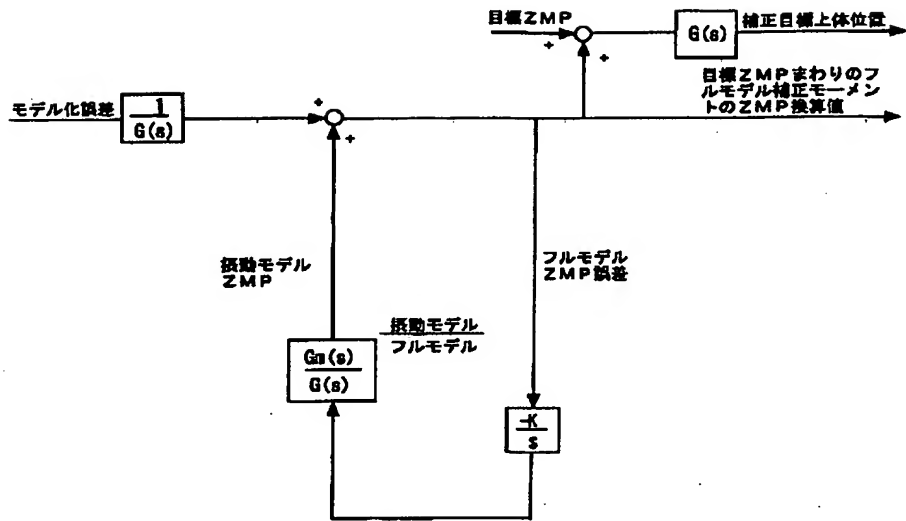 目標ZMP
+
+
G(s)
補正目標上体位置
目標ZMPまわりのフ
ルモデル補正モーメン
トのZMP換算値
モデル化誤差
1
G(s)
+
+
摂動モデル
ZMP
フルモデル
ZMP誤差
摂動モデル
フルモデル
Gm(s)
G(s)
-K
s